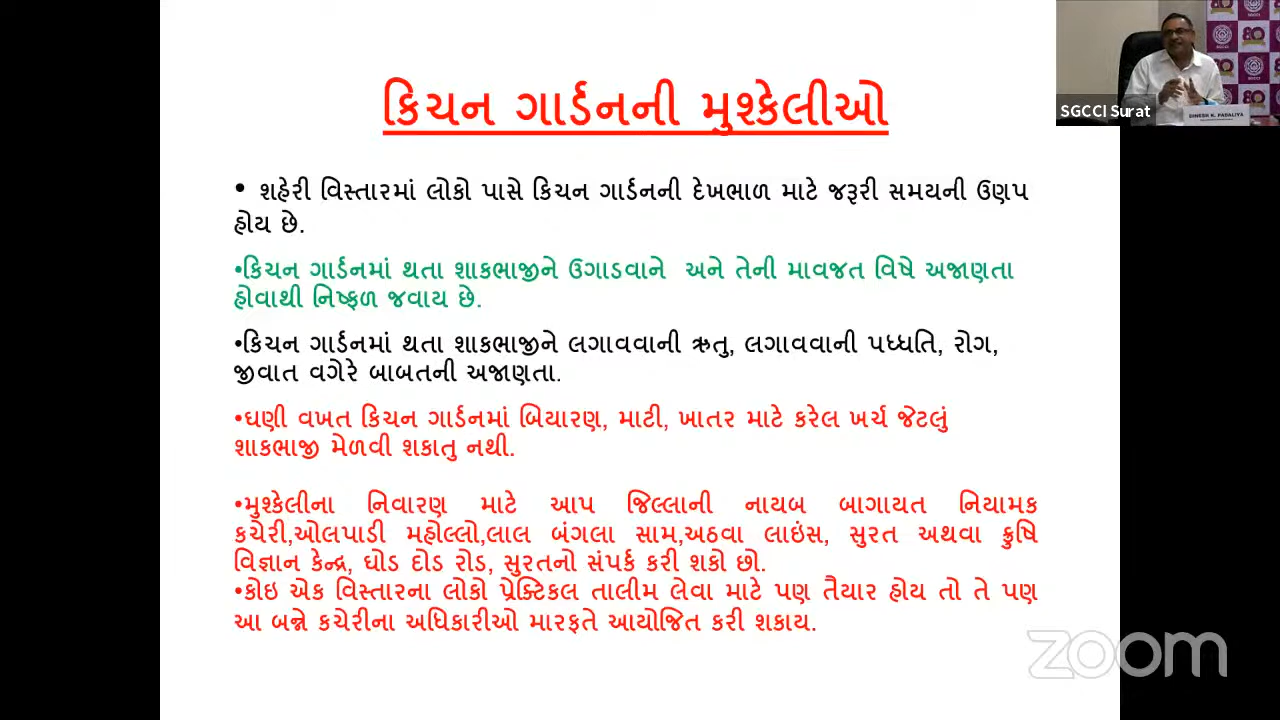 કિચન ગાર્ડનની મુશ્કેલીઓ
SGCCI Surat
DINESH K. PADALIYA
• શહેરી વિસ્તારમાં લોકો પાસે કિચન ગાર્ડનની દેખભાળ માટે જરૂરી સમયની ઉણપ
હોય છે.
•કિચન ગાર્ડનમાં થતા શાકભાજીને ઉગાડવાને અને તેની માવજત વિષે અજાણતા
હોવાથી નિષ્ફળ જવાય છે.
•કિચન ગાર્ડનમાં થતા શાકભાજીને લગાવવાની ઋતુ, લગાવવાની પધ્ધતિ, રોગ,
જીવાત વગેરે બાબતની અજાણતા.
•ઘણી વખત કિચન ગાર્ડનમાં બિયારણ, માટી, ખાતર માટે કરેલ ખર્ચ જેટલું
શાકભાજી મેળવી શકાતુ નથી.
•મુશ્કેલીના નિવારણ માટે આપ જિલ્લાની નાયબ બાગાયત નિયામક
કચેરી,ઓલપાડી મહોલ્લો,લાલ બંગલા સામ,અઠવા લાઇંસ, સુરત અથવા ક્રુષિ
વિજ્ઞાન કેન્દ્ર, ઘોડ દોડ રોડ, સુરતનો સંપર્ક કરી શકો છો.
•કોઇ એક વિસ્તારના લોકો પ્રેક્ટિકલ તાલીમ લેવા માટે પણ તૈયાર હોય તો તે પણ
આ બન્ને કચેરીના અધિકારીઓ મારફતે આયોજિત કરી શકાય.
zoom